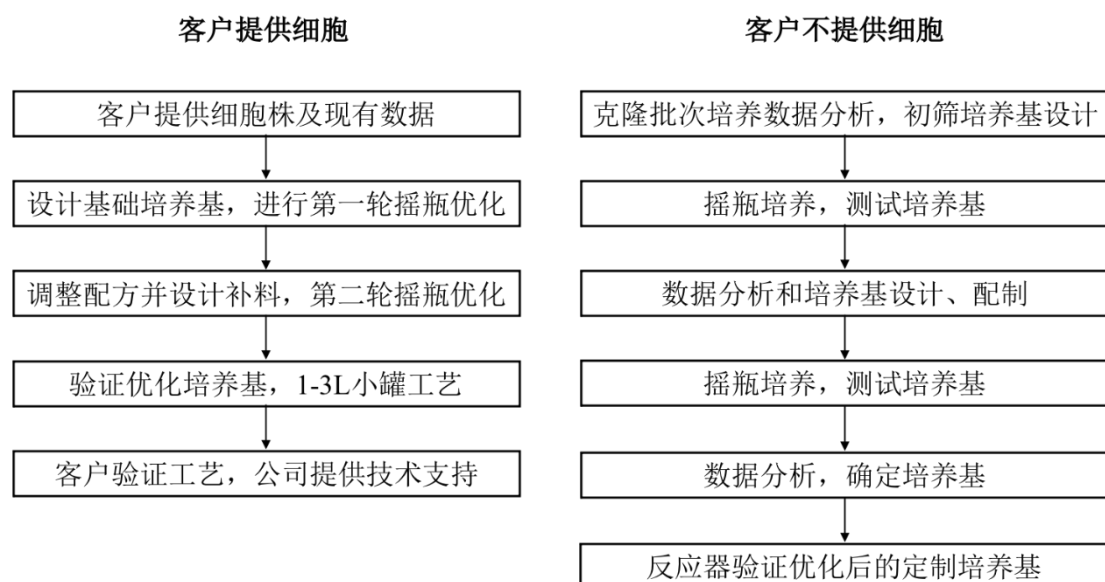 客户提供细胞
客户提供细胞株及现有数据
设计基础培养基，进行第一轮摇瓶优化
调整配方并设计补料，第二轮摇瓶优化
验证优化培养基，1-3L小罐工艺
客户验证工艺，公司提供技术支持
客户不提供细胞
克隆批次培养数据分析，初筛培养基设计
摇瓶培养，测试培养基
数据分析和培养基设计、配制
摇瓶培养，测试培养基
数据分析，确定培养基
反应器验证优化后的定制培养基